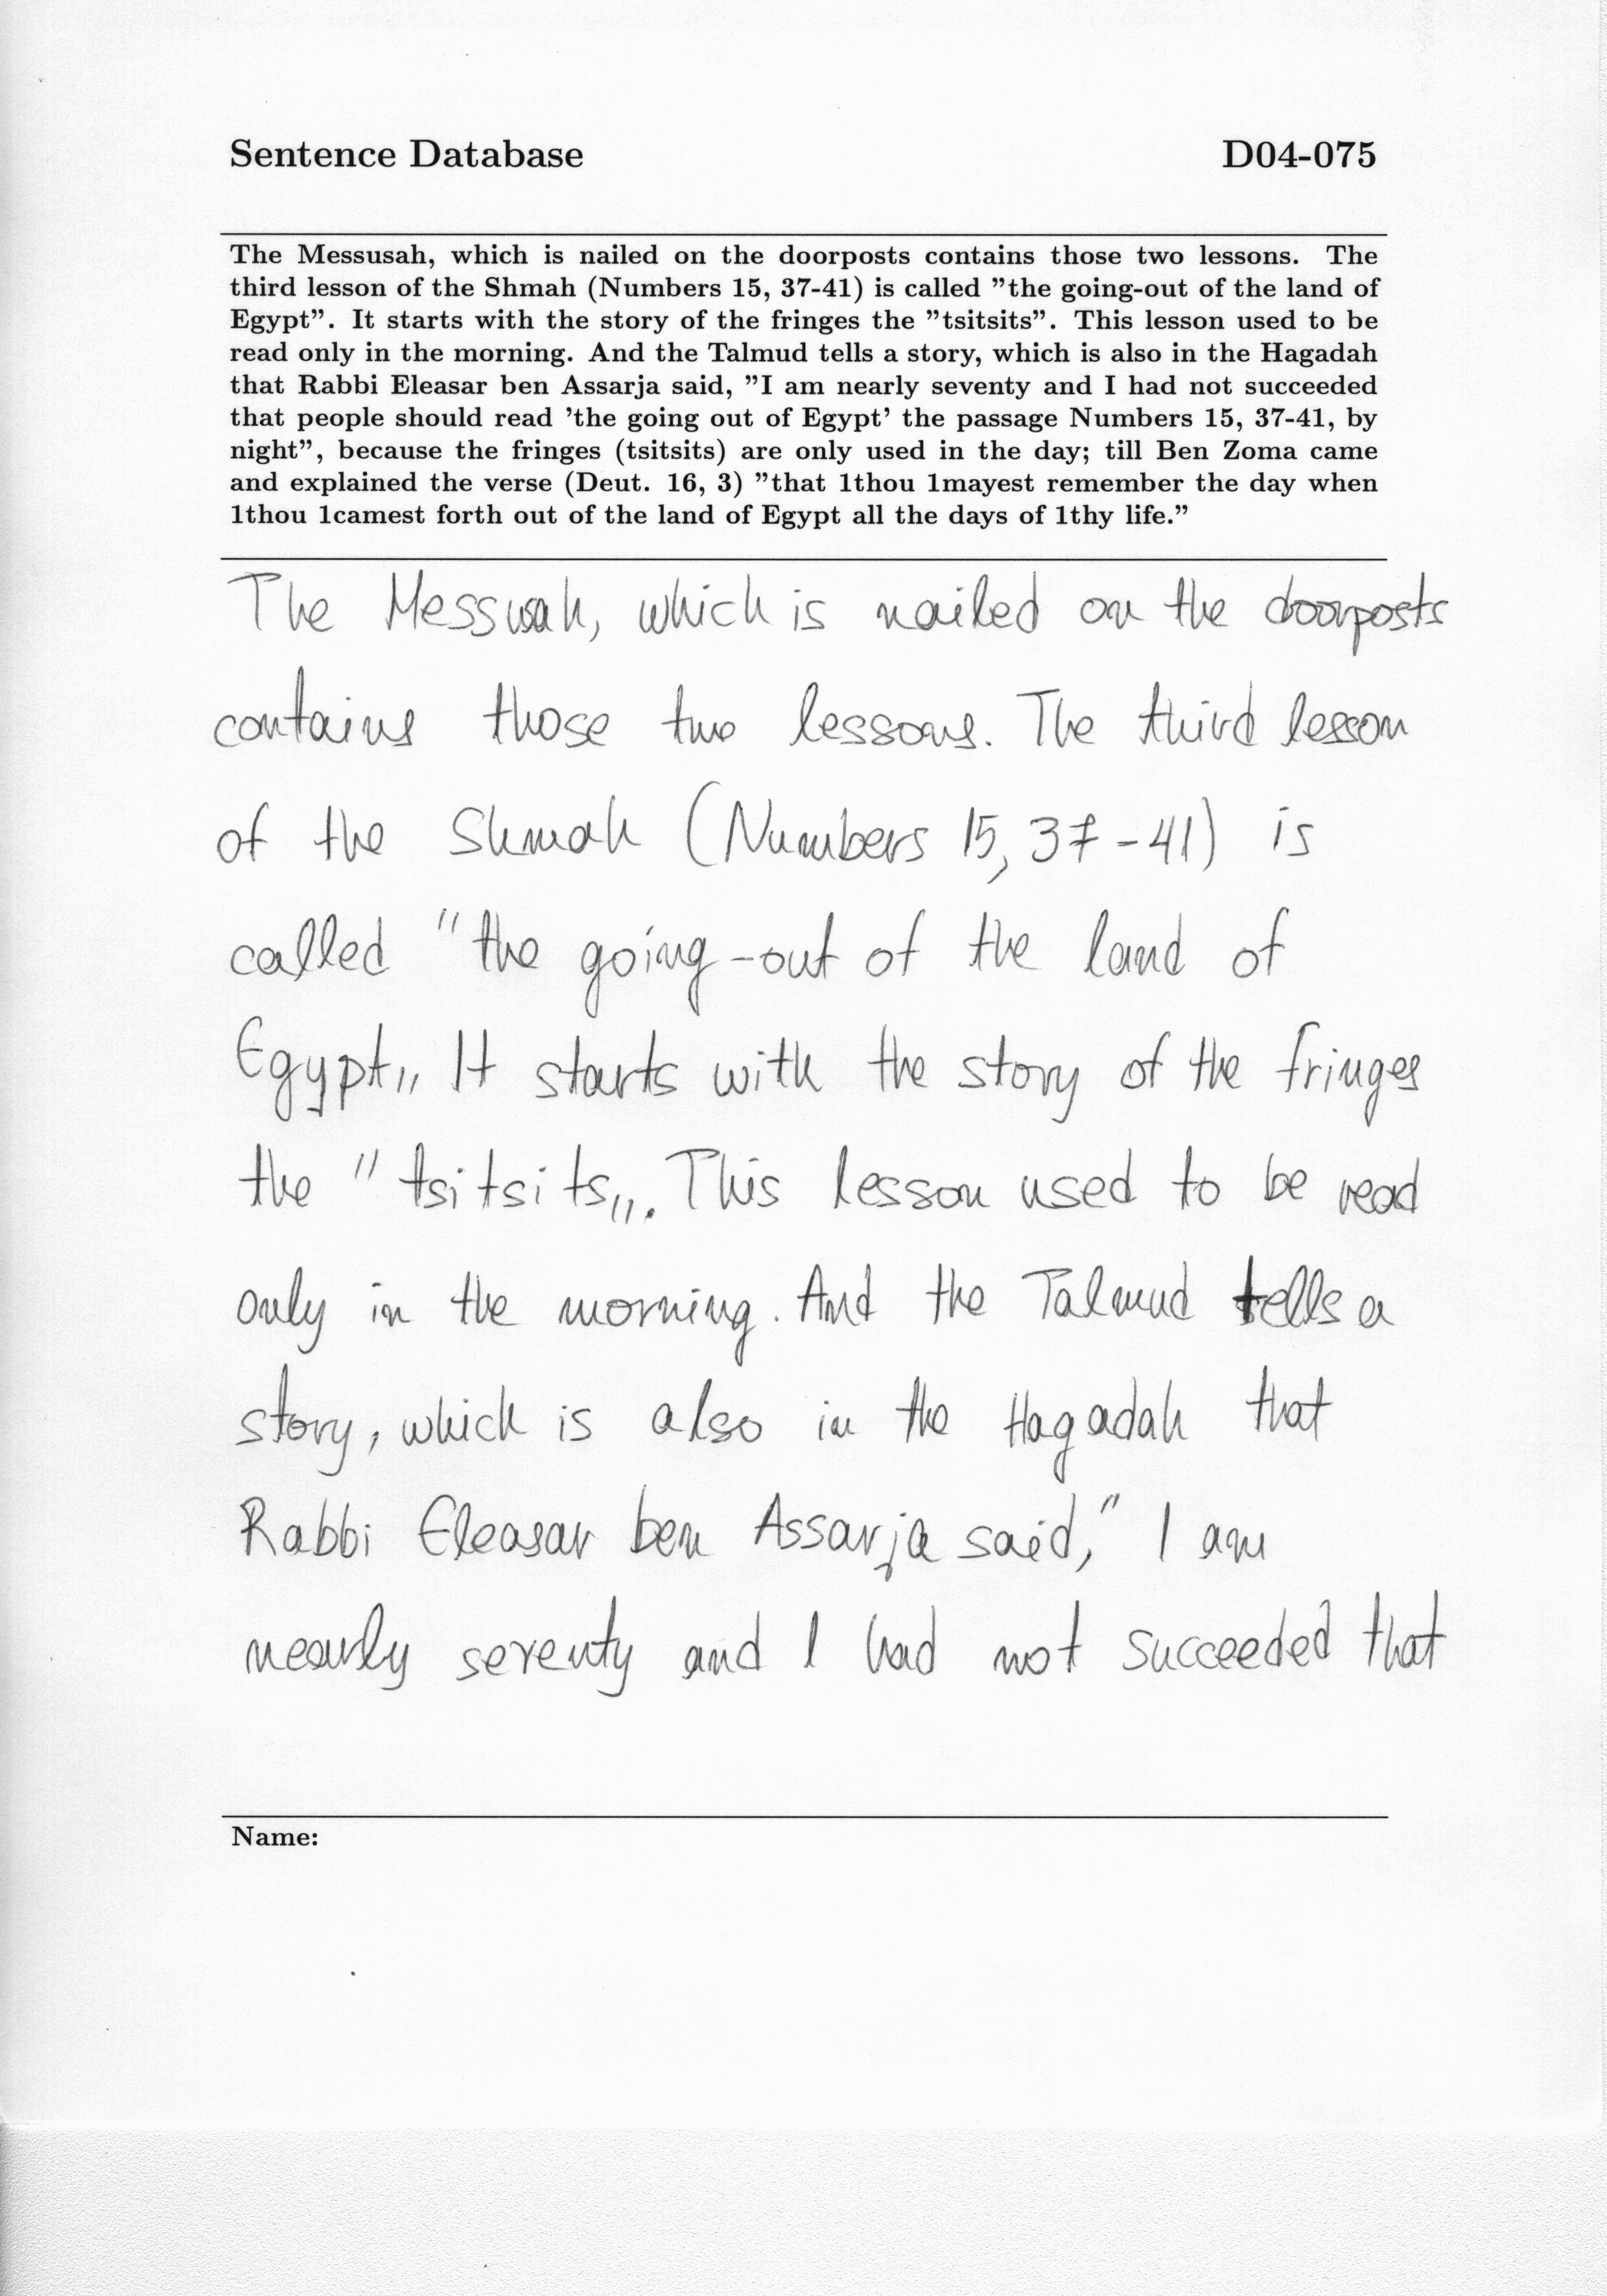 Sentence Database D04-075
The Messusah, which is nailed on the doorposts contains those two lessons. The
third lesson of the Shmah (Numbers 15, 37-41) is called ”the going-out of the land of
Egypt”. It starts with the story of the fringes the ”tsitsits”. This lesson used to be
read only in the morning. And the Talmud tells a story, which is also in the Hagadah
that Rabbi Eleasar ben Assarja said, ”I am nearly seventy and I had not succeeded
that people should read ’the going out of Egypt’ the passage Numbers 15, 37-41, by
night”, because the fringes (tsitsits) are only used in the day; till Ben Zoma came
and explained the verse (Deut. 16, 3) ”that 1thou 1mayest remember the day when
1thou 1camest forth out of the land of Egypt all the days of 1thy life.”
The Messusah, which is nailed on the doorposts
contains those two lessons. The third lesson
of the Shmah (Numbers 15, 37-41) is
called "the going-out of the land of
Egypt„ It starts with the story of the fringes
the "tsitsits„. This lesson used to be read
only in the morning. And the Talmud tells a
story, which is also in the Hagadah that
Rabbi Eleasar ben Assarja said," I am
nearly seventy and I had not succeeded that
Name: